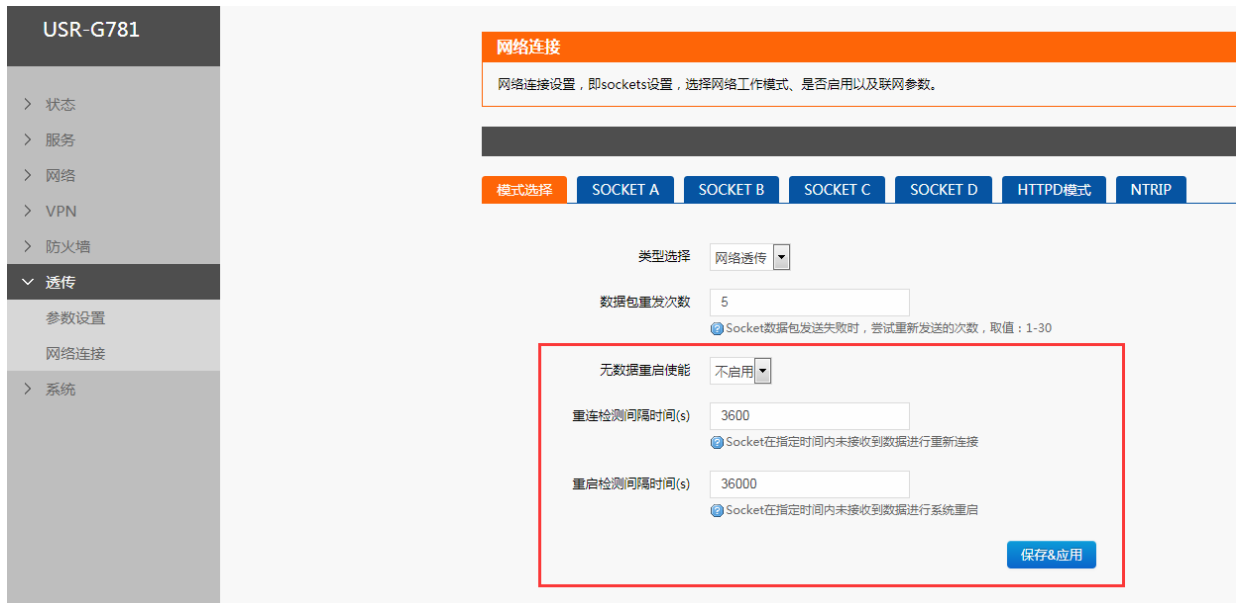 USR-G781
状态
服务
网络
VPN
防火墙
透传
参数设置
网络连接
系统
网络连接
网络连接设置，即sockets设置，选择网络工作模式、是否启用以及联网参数。
模式选择 SOCKET A SOCKET B SOCKET C SOCKET D HTTPD模式 NTRIP
类型选择 网络透传
数据包重发次数 5
Socket数据包发送失败时，尝试重新发送的次数，取值：1-30
无数据重启使能 不启用
重连检测间隔时间(s) 3600
Socket在指定时间内未接收到数据进行重新连接
重启检测间隔时间(s) 36000
Socket在指定时间内未接收到数据进行系统重启
保存&应用